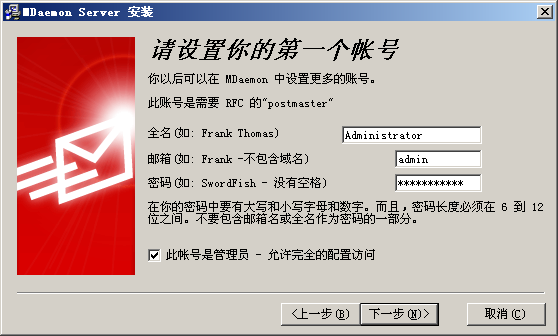 MDaemon Server 安装
请设置你的第一个帐号
你以后可以在 MDaemon 中设置更多的账号。
此账号是需要 RFC 的"postmaster"
全名(如: Frank Thomas)
Administrator
邮箱(如: Frank -不包含域名)
admin
密码(如: SwordFish - 没有空格)
***********
在你的密码中要有大写和小写字母和数字。而且，密码长度必须在 6 到 12
位之间。不要包含邮箱名或全名作为密码的一部分。
此帐号是管理员 - 允许完全的配置访问
<上一步(B)
下一步(N)>
取消(C)